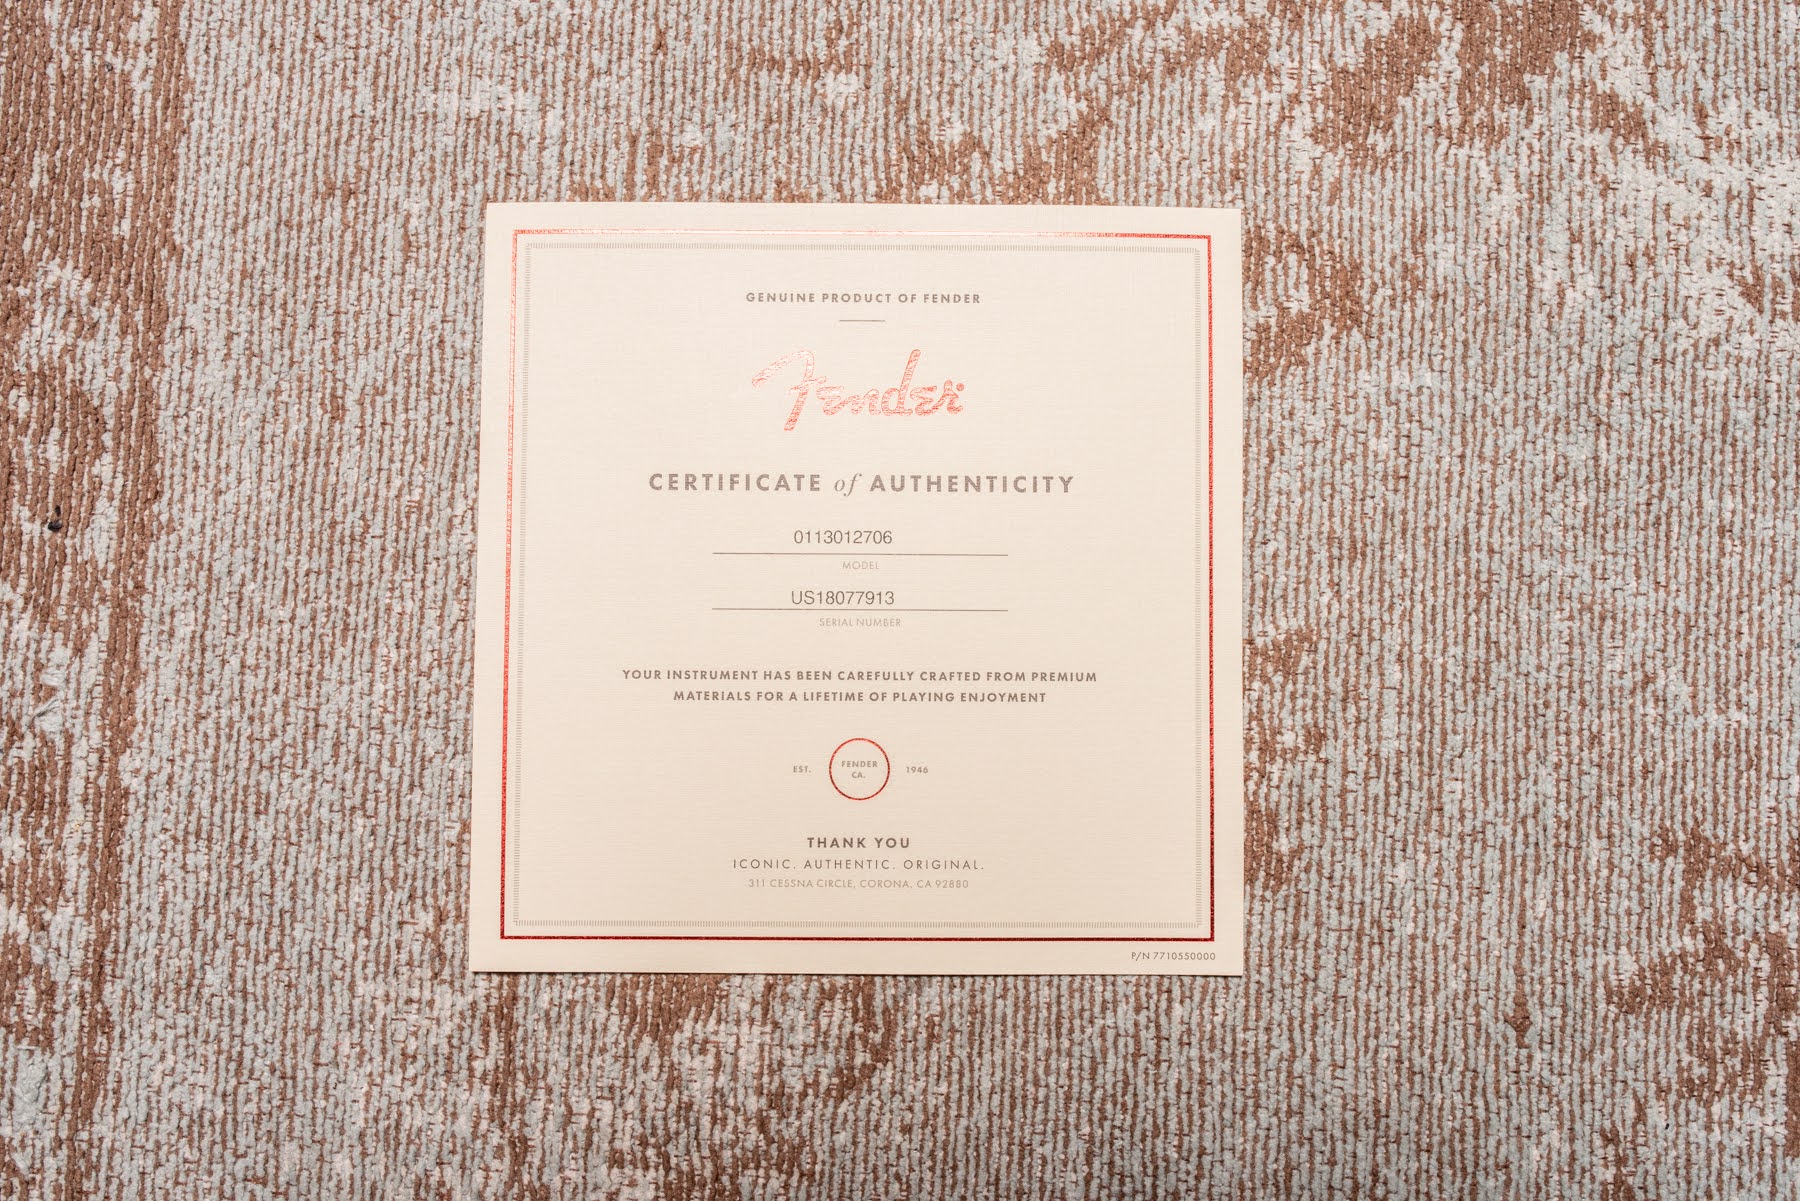 GENUINE PRODUCT OF FENDER
Fender
CERTIFICATE of AUTHENTICITY
0113012706
MODEL
US18077913
SERIAL NUMBER
YOUR INSTRUMENT HAS BEEN CAREFULLY CRAFTED FROM PREMIUM
MATERIALS FOR A LIFETIME OF PLAYING ENJOYMENT
EST. FENDER CA. 1946
THANK YOU
ICONIC. AUTHENTIC. ORIGINAL.
311 CESSNA CIRCLE, CORONA, CA 92880
P/N 7710550000